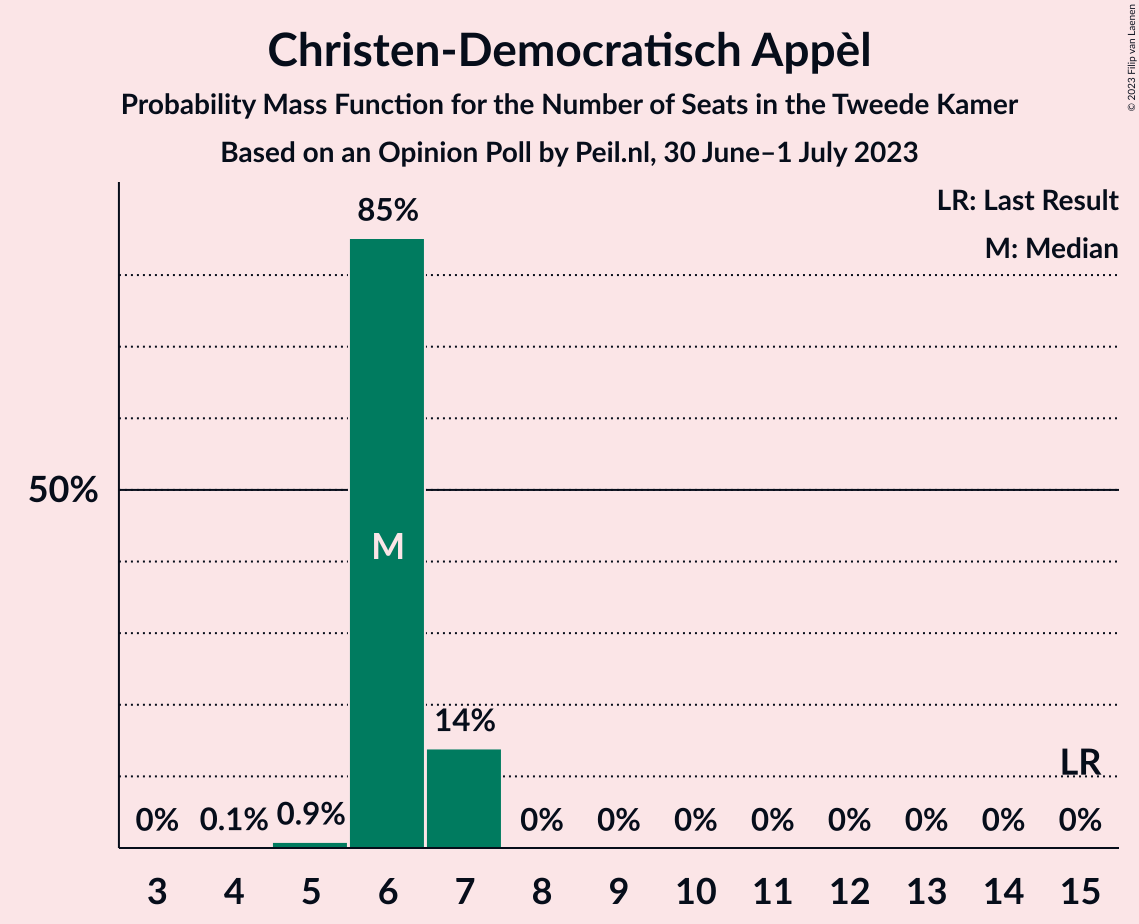 Christen-Democratisch Appèl
Probability Mass Function for the Number of Seats in the Tweede Kamer
Based on an Opinion Poll by Peil.nl, 30 June–1 July 2023
© 2023 Filip van Laenen
LR: Last Result
M: Median
85%
50%
M
14%
LR
0% 0.1% 0.9% 0% 0% 0% 0% 0% 0% 0% 0%
3 4 5 6 7 8 9 10 11 12 13 14 15